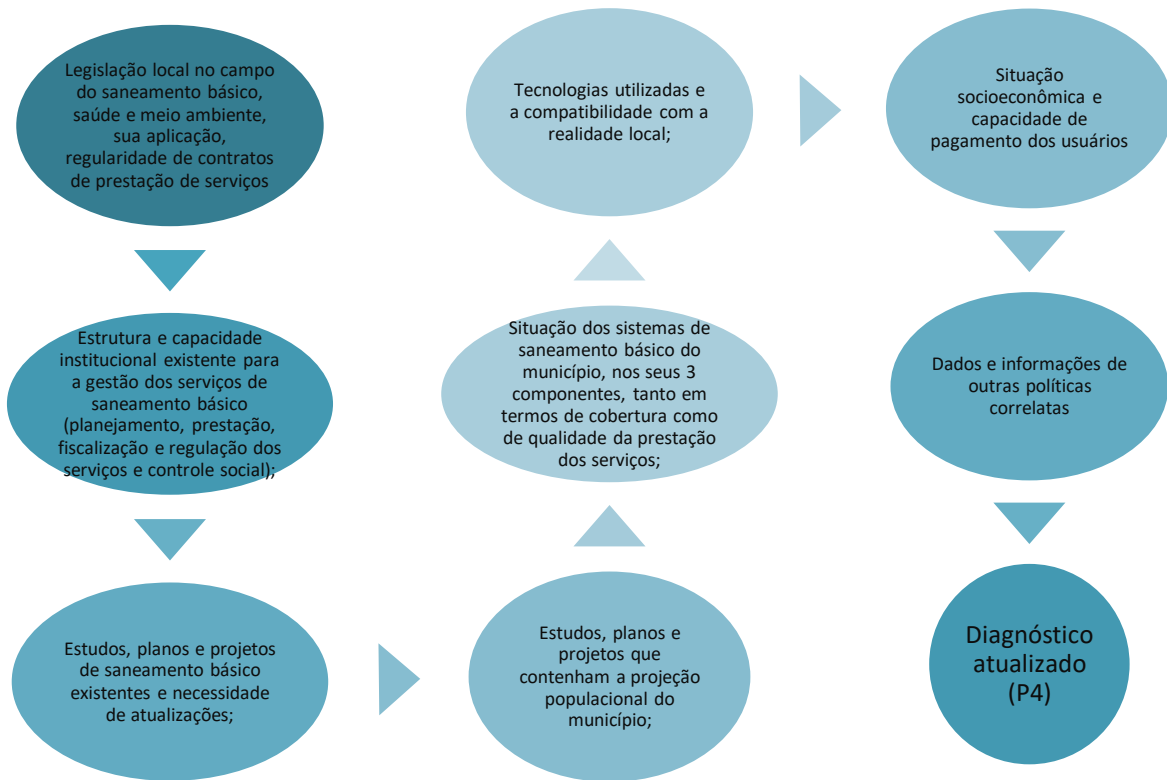 Legislação local no campo
do saneamento básico,
saúde e meio ambiente,
sua aplicação,
regularidade de contratos
de prestação de serviços
Estrutura e capacidade
institucional existente para
a gestão dos serviços de
saneamento básico
(planejamento, prestação,
fiscalização e regulação dos
serviços e controle social);
Estudos, planos e projetos
de saneamento básico
existentes e necessidade
de atualizações;
Estudos, planos e
projetos que
contenham a projeção
populacional do
município;
Situação dos sistemas de
saneamento básico do
município, nos seus 3
componentes, tanto em
termos de cobertura como
de qualidade da prestação
dos serviços;
Tecnologias utilizadas e
a compatibilidade com a
realidade local;
Situação
socioeconômica e
capacidade de
pagamento dos usuários
Dados e informações de
outras políticas
correlatas
Diagnóstico
atualizado
(P4)